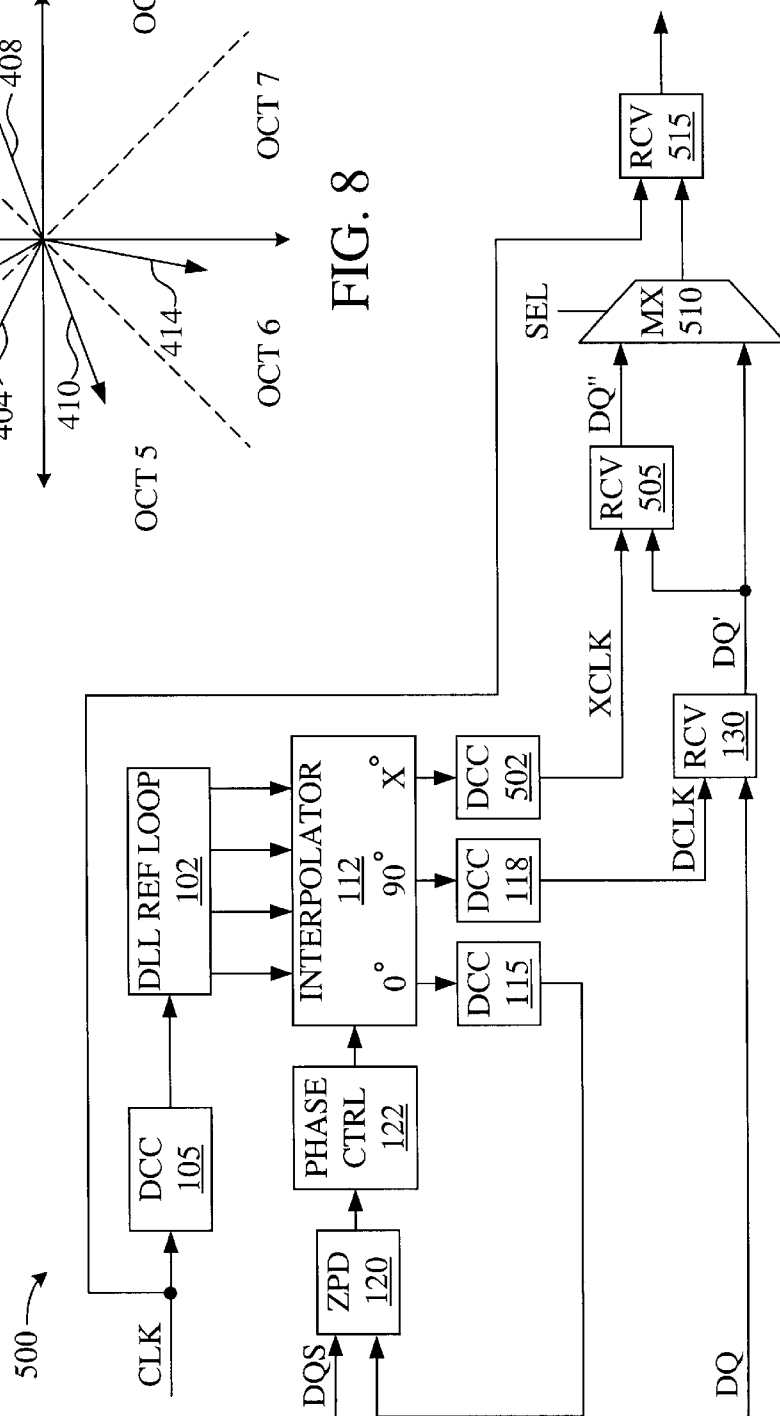 408
OCT 7
404
410
414
OCT 6
OCT 5
FIG. 8
500
CLK
DCC
105
DLL REF LOOP
102
DQS
ZPD
120
PHASE
CTRL
122
INTERPOLATOR
112
0° 90° X°
DCC
115
DCC
118
DCC
502
DCLK
XCLK
DQ
RCV
130
DQ'
RCV
505
DQ"
SEL
MX
510
RCV
515